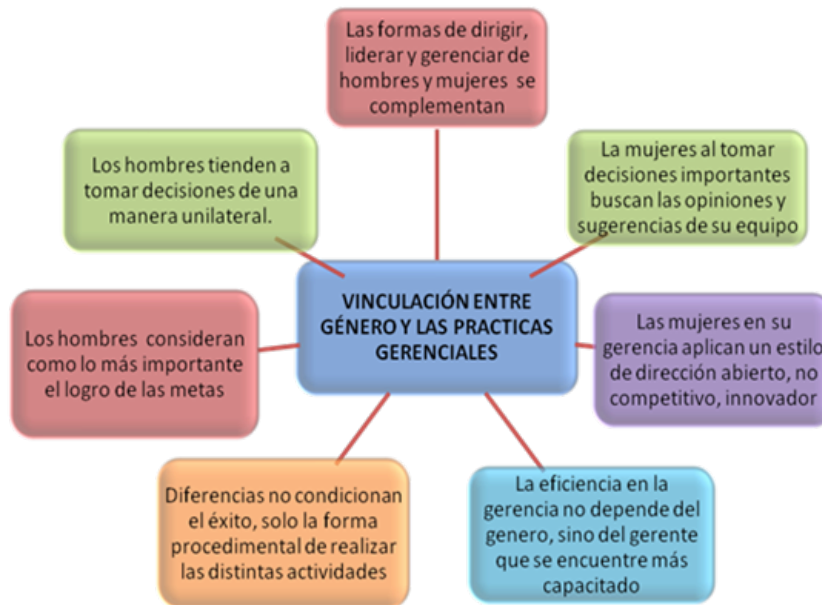 Las formas de dirigir,
liderar y gerenciar de
hombres y mujeres se
complementan
Los hombres tienden a
tomar decisiones de una
manera unilateral.
La mujeres al tomar
decisiones importantes
buscan las opiniones y
sugerencias de su equipo
VINCULACIÓN ENTRE
GÉNERO Y LAS PRACTICAS
GERENCIALES
Los hombres consideran
como lo más importante
el logro de las metas
Las mujeres en su
gerencia aplican un estilo
de dirección abierto, no
competitivo, innovador
Diferencias no condicionan
el éxito, solo la forma
procedimental de realizar
las distintas actividades
La eficiencia en la
gerencia no depende del
genero, sino del gerente
que se encuentre más
capacitado